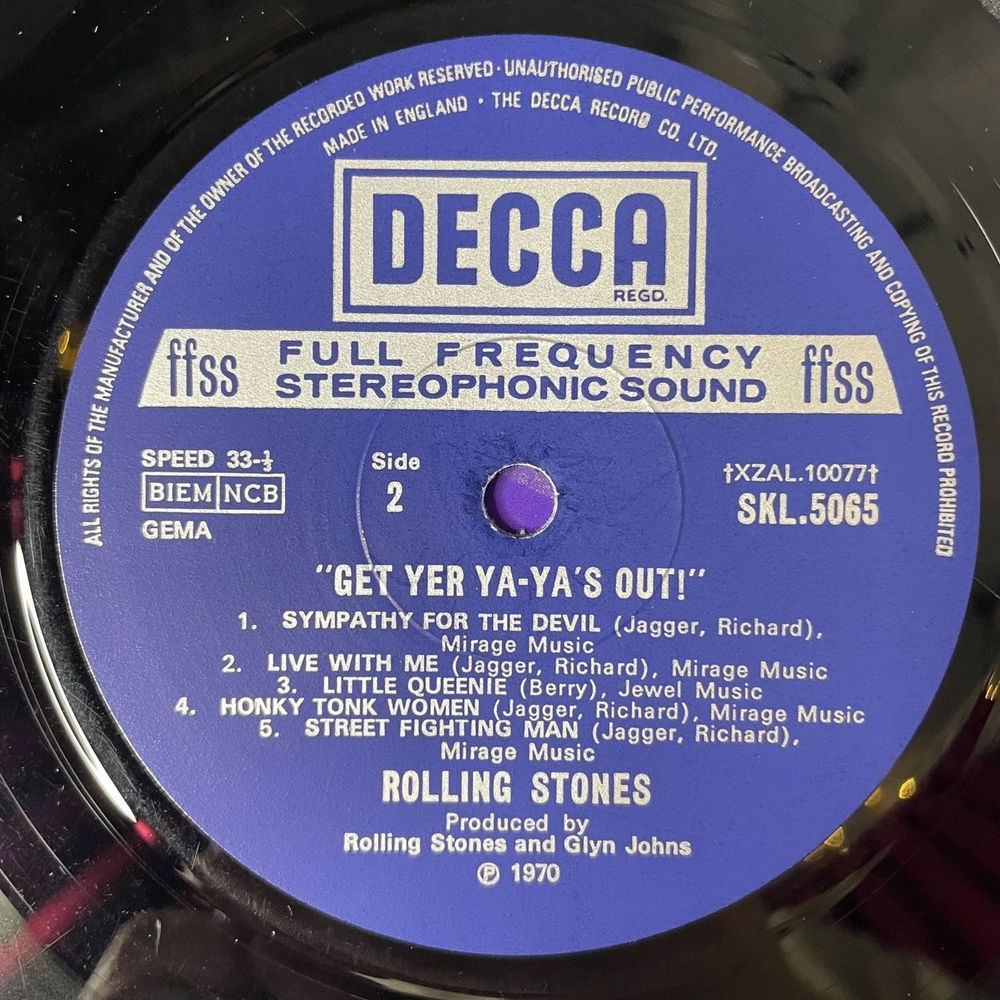 ALL RIGHTS OF THE MANUFACTURER AND OF THE OWNER OF THE RECORDED WORK RESERVED · UNAUTHORISED PUBLIC PERFORMANCE BROADCASTING AND COPYING OF THIS RECORD PROHIBITED
MADE IN ENGLAND · THE DECCA RECORD CO. LTD.
DECCA
REGD.
ffss FULL FREQUENCY STEREOPHONIC SOUND ffss
SPEED 33-⅓
BIEM NCB
GEMA
Side
2
†XZAL.10077†
SKL.5065
"GET YER YA-YA'S OUT!"
1. SYMPATHY FOR THE DEVIL (Jagger, Richard),
Mirage Music
2. LIVE WITH ME (Jagger, Richard), Mirage Music
3. LITTLE QUEENIE (Berry), Jewel Music
4. HONKY TONK WOMEN (Jagger, Richard), Mirage Music
5. STREET FIGHTING MAN (Jagger, Richard),
Mirage Music
ROLLING STONES
Produced by
Rolling Stones and Glyn Johns
℗ 1970